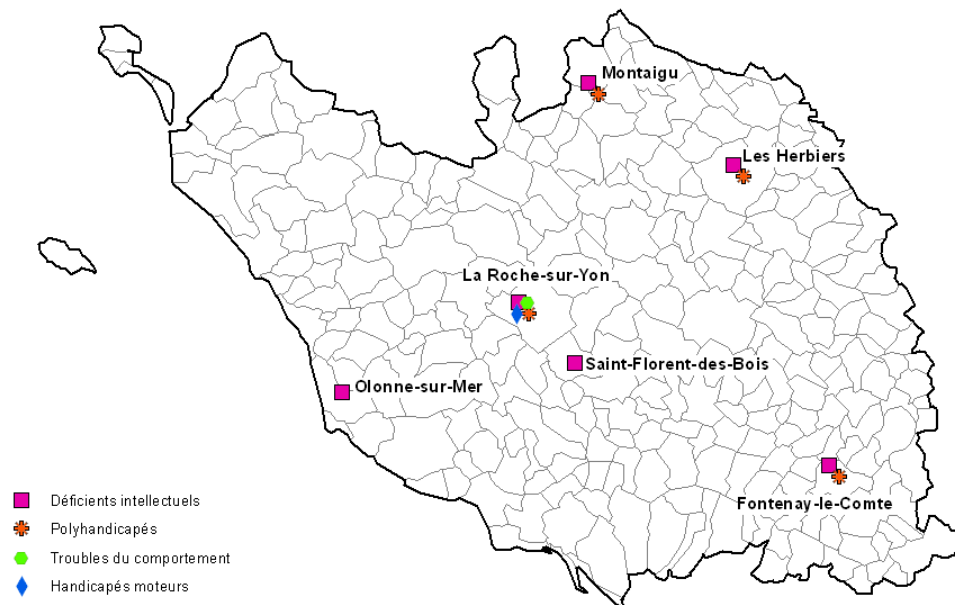 Montaigu
Les Herbiers
La Roche-sur-Yon
Saint-Florent-des-Bois
Olonne-sur-Mer
Fontenay-le-Comte
Déficients intellectuels
Polyhandicapés
Troubles du comportement
Handicapés moteurs